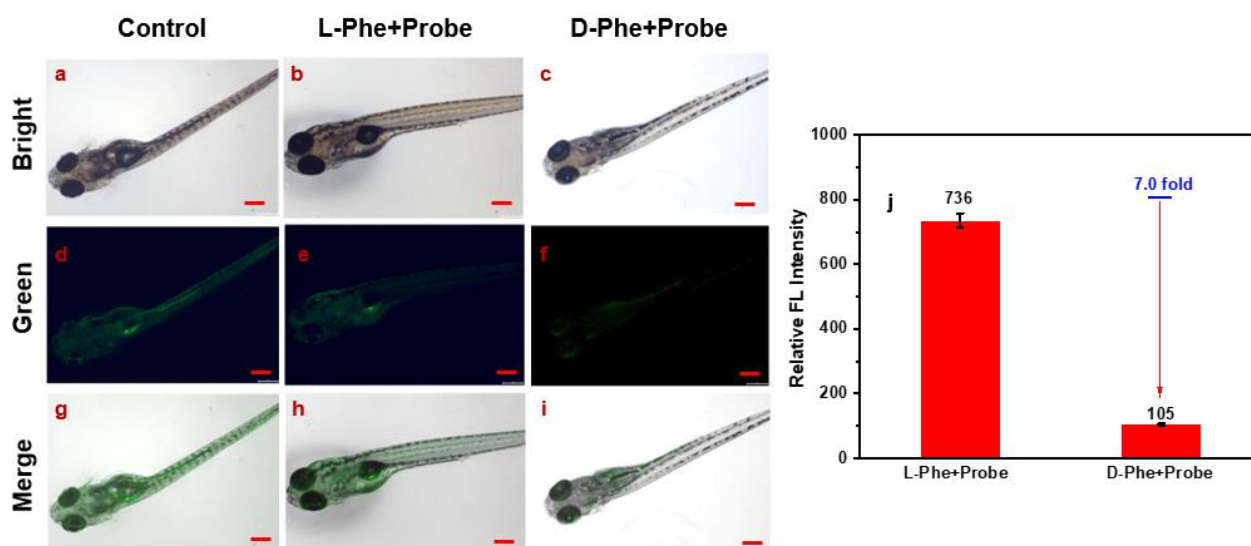 Control L-Phe+Probe D-Phe+Probe
Bright
a b c
Green
d e f
Merge
g h i
Relative FL Intensity
1000
800
600
400
200
0
j
736
7.0 fold
105
L-Phe+Probe D-Phe+Probe